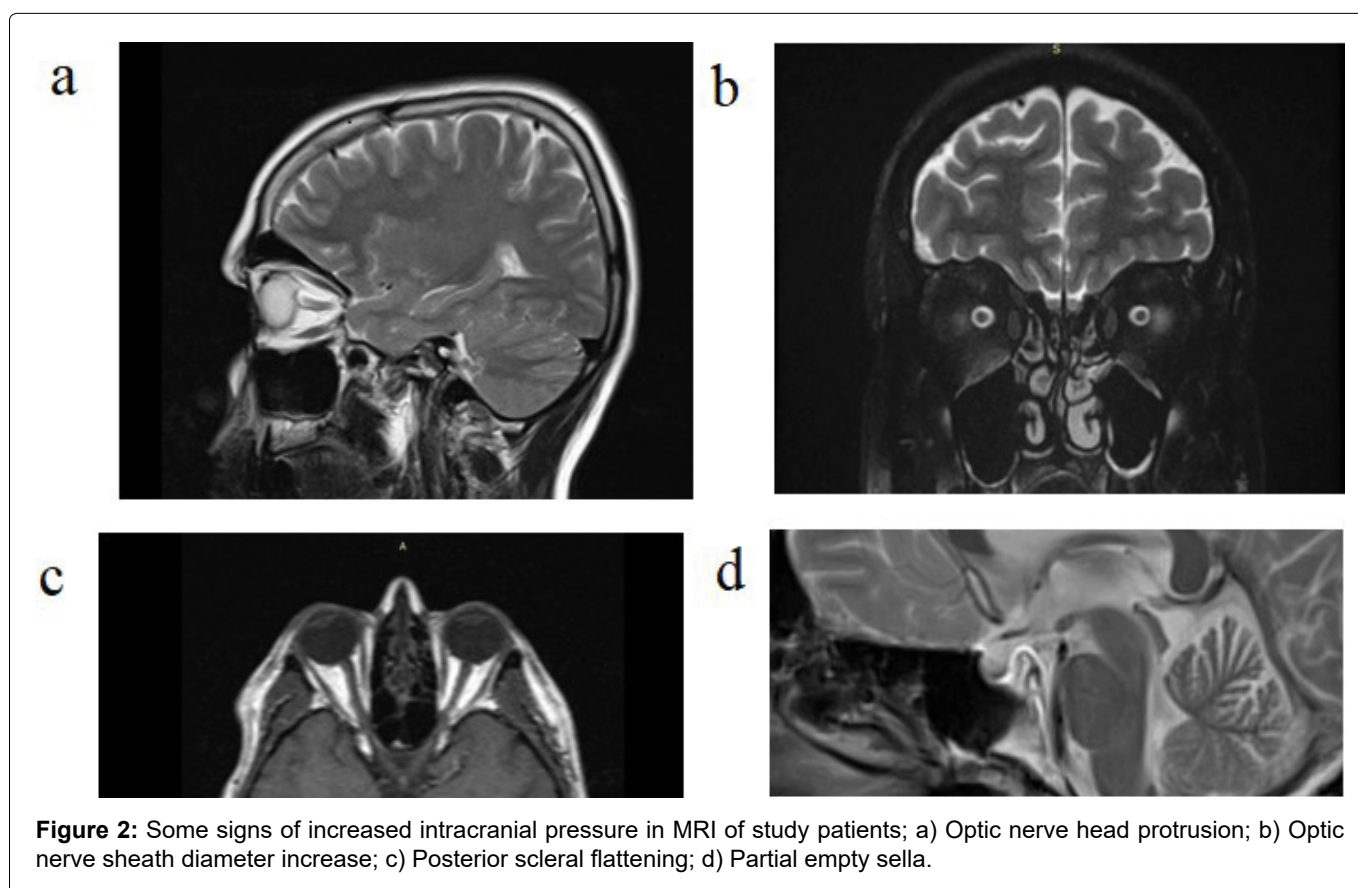 a
b
S
c
A
d
Figure 2: Some signs of increased intracranial pressure in MRI of study patients; a) Optic nerve head protrusion; b) Optic
nerve sheath diameter increase; c) Posterior scleral flattening; d) Partial empty sella.